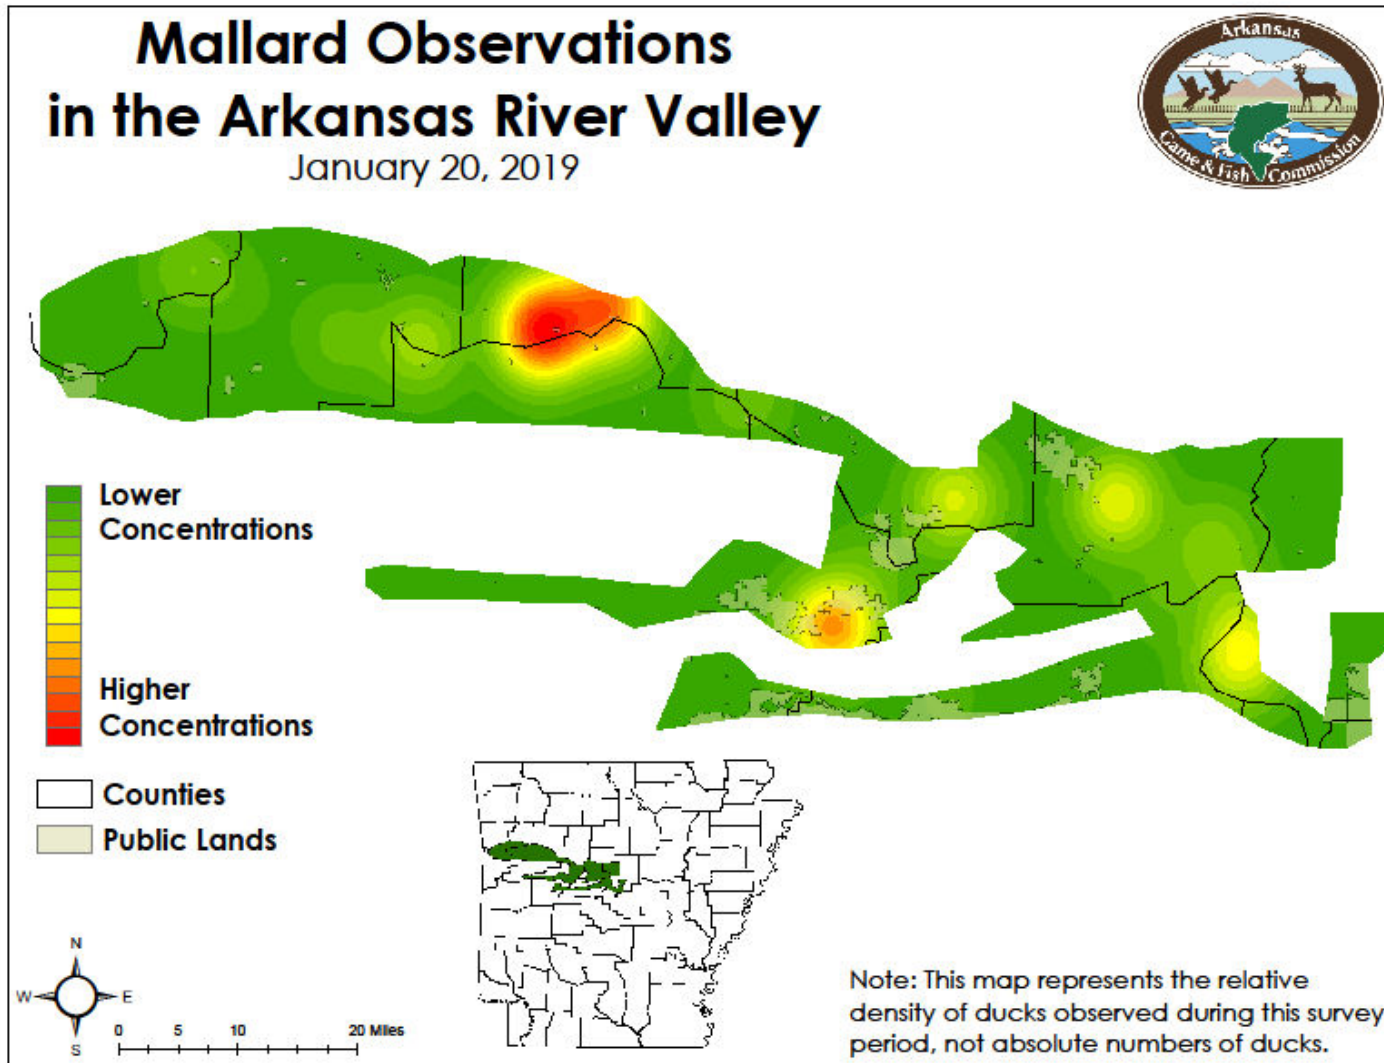 Mallard Observations
in the Arkansas River Valley
January 20, 2019
Arkansas
Game & Fish Commission
Lower
Concentrations
Higher
Concentrations
Counties
Public Lands
N
W E
S
0 5 10 20 Miles
Note: This map represents the relative
density of ducks observed during this survey
period, not absolute numbers of ducks.